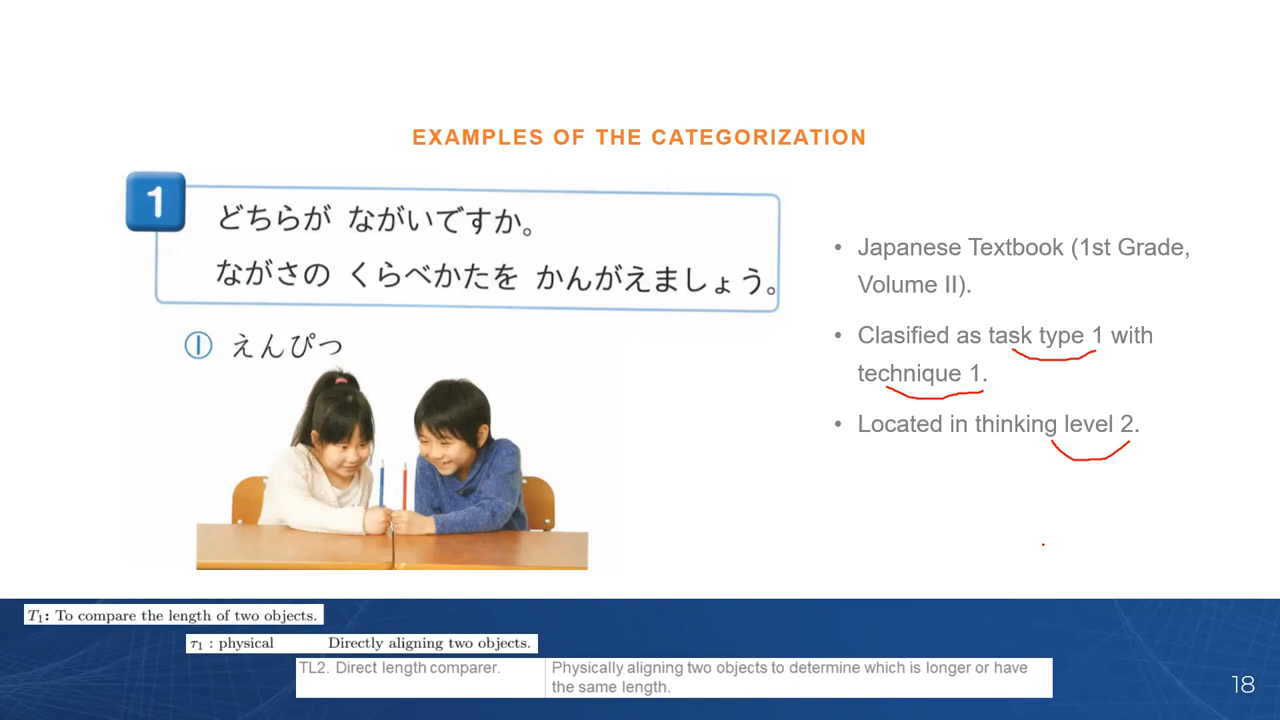 EXAMPLES OF THE CATEGORIZATION
1
どちらが ながいですか。
ながさの くらべかたを かんがえましょう。
① えんぴつ
• Japanese Textbook (1st Grade,
Volume II).
• Clasified as task type 1 with
technique 1.
• Located in thinking level 2.
T₁: To compare the length of two objects.
τ₁ : physical Directly aligning two objects.
TL2. Direct length comparer. Physically aligning two objects to determine which is longer or have
the same length.
18